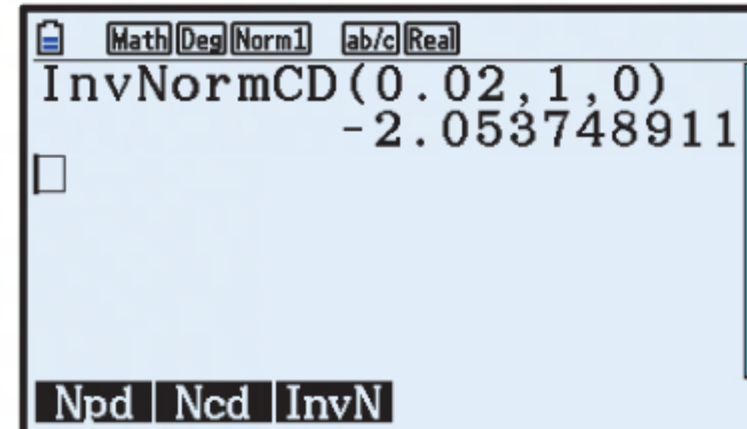 Math Deg Norm1 ab/c Real
InvNormCD(0.02,1,0)
-2.053748911
Npd Ncd InvN